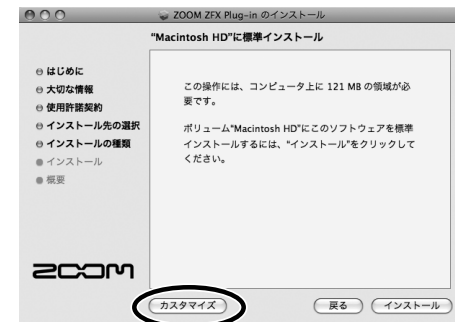 ZOOM ZFX Plug-in のインストール
"Macintosh HD"に標準インストール
はじめに
大切な情報
使用許諾契約
インストール先の選択
インストールの種類
インストール
概要
この操作には、コンピュータ上に 121 MB の領域が必
要です。
ボリューム"Macintosh HD"にこのソフトウェアを標準
インストールするには、"インストール"をクリックして
ください。
ZOOM
カスタマイズ
戻る
インストール